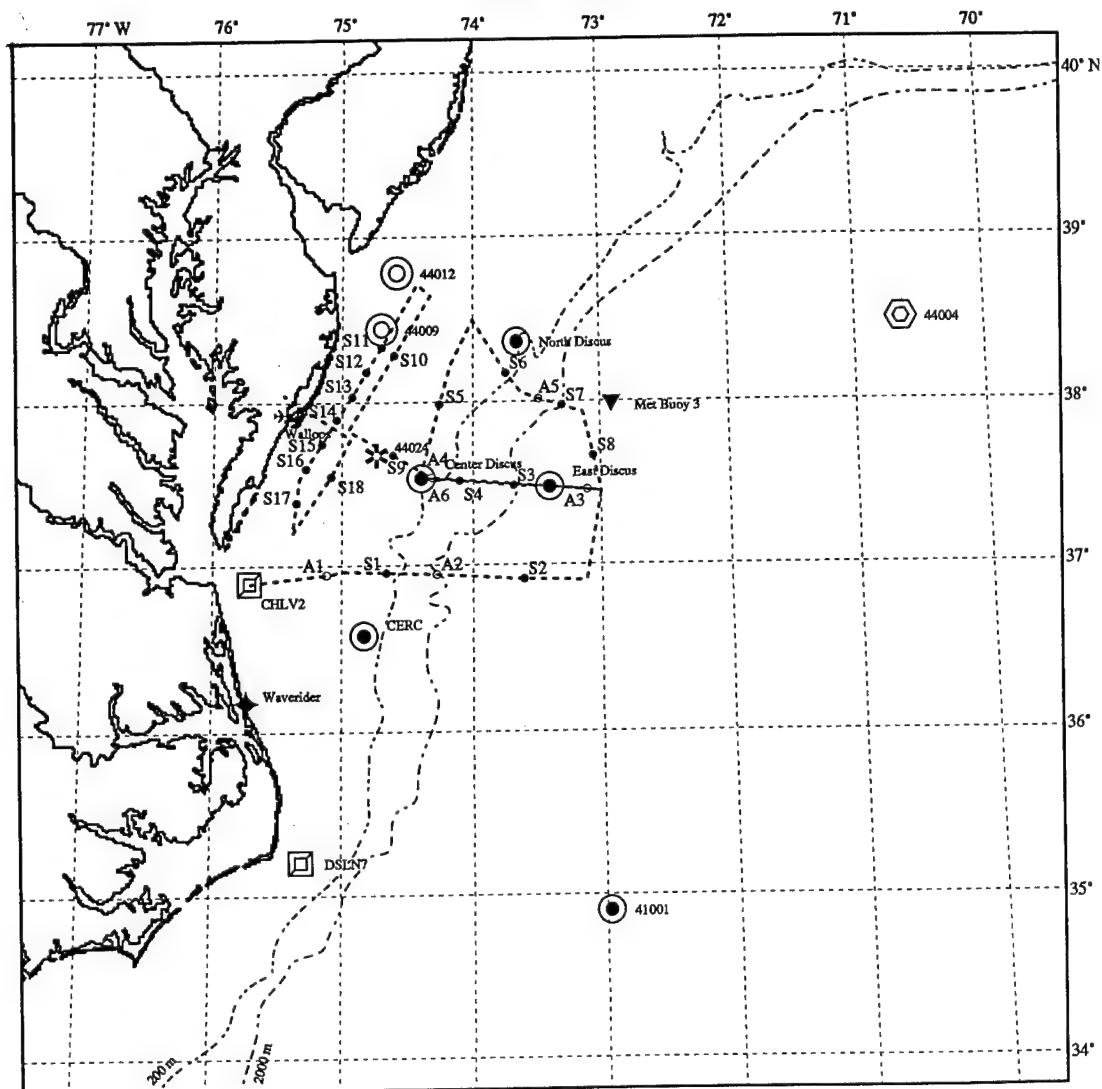 77° W
76°
75°
74°
73°
72°
71°
70°
40° N
39°
44012
44004
44009
S11
S10
North Discus
S12
S6
S13
A5
S7
38°
S5
Met Buoy 3
S14
Wallops
S15
44024
S8
S16
S9
A4
Center Discus
S3
East Discus
S17
S18
A6
S4
A3
37°
A1
S1
A2
S2
CHLV2
CERC
Waverider
36°
DSLN7
35°
41001
34°
200 m
2000 m